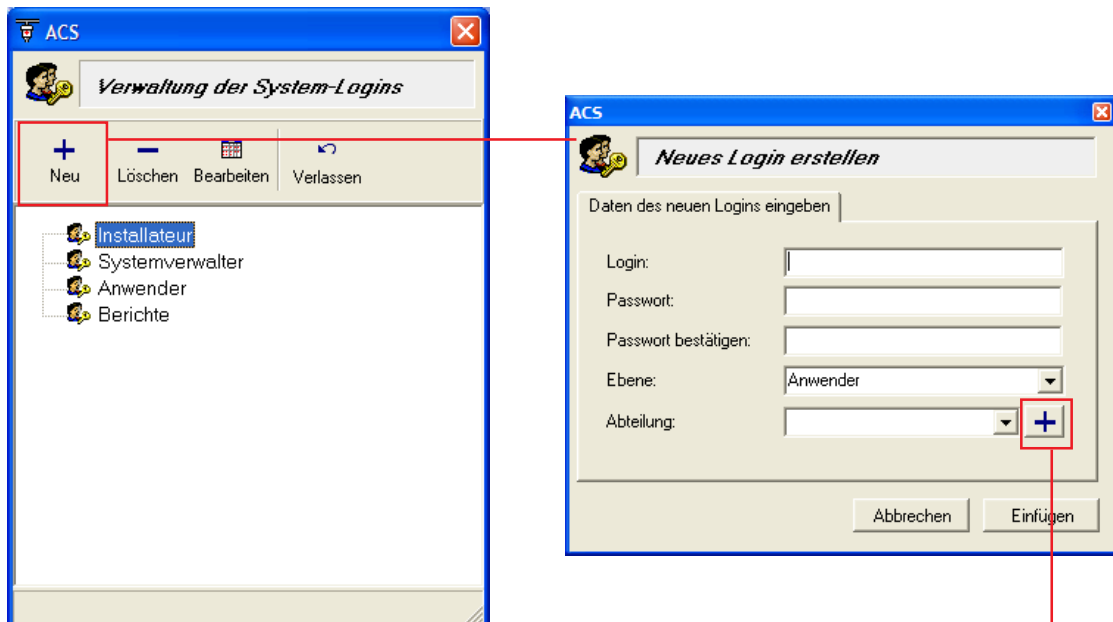 ACS
Verwaltung der System-Logins
Neu Löschen Bearbeiten Verlassen
Installateur
Systemverwalter
Anwender
Berichte
ACS
Neues Login erstellen
Daten des neuen Logins eingeben
Login:
Passwort:
Passwort bestätigen:
Ebene: Anwender
Abteilung:
Abbrechen Einfügen